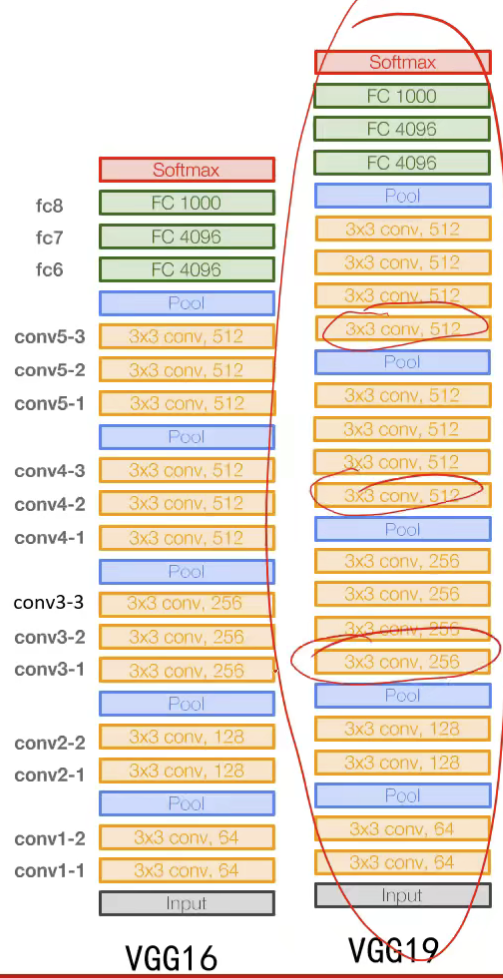 Softmax
fc8 FC 1000
fc7 FC 4096
fc6 FC 4096
Pool
conv5-3 3x3 conv, 512
conv5-2 3x3 conv, 512
conv5-1 3x3 conv, 512
Pool
conv4-3 3x3 conv, 512
conv4-2 3x3 conv, 512
conv4-1 3x3 conv, 512
Pool
conv3-3 3x3 conv, 256
conv3-2 3x3 conv, 256
conv3-1 3x3 conv, 256
Pool
conv2-2 3x3 conv, 128
conv2-1 3x3 conv, 128
Pool
conv1-2 3x3 conv, 64
conv1-1 3x3 conv, 64
Input
VGG16
Softmax
FC 1000
FC 4096
FC 4096
Pool
3x3 conv, 512
3x3 conv, 512
3x3 conv, 512
3x3 conv, 512
Pool
3x3 conv, 512
3x3 conv, 512
3x3 conv, 512
3x3 conv, 512
Pool
3x3 conv, 256
3x3 conv, 256
3x3 conv, 256
3x3 conv, 256
Pool
3x3 conv, 128
3x3 conv, 128
Pool
3x3 conv, 64
3x3 conv, 64
Input
VGG19